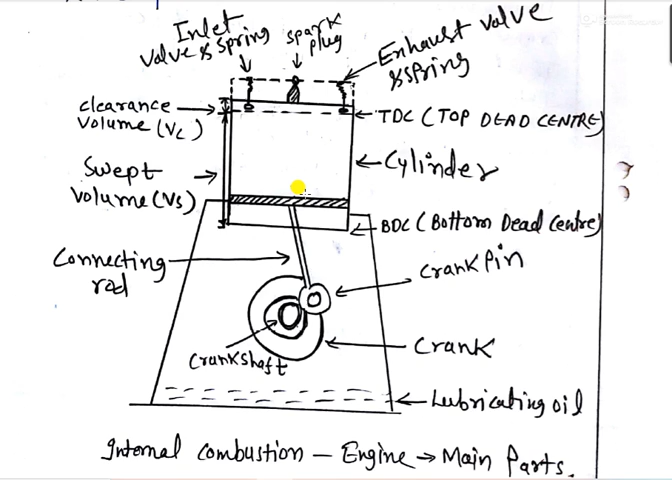 Inlet
valve & spring
spark
plug
Exhaust valve
& spring
clearance
volume (Vc)
TDC (TOP DEAD CENTRE)
Swept
volume (Vs)
Cylinder
BDC (Bottom Dead Centre)
Connecting
rod
Crank Pin
Crankshaft
Crank
Lubricating oil
Internal combustion — Engine → Main Parts.